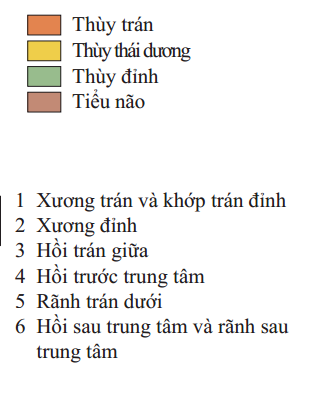 Thùy trán
Thùy thái dương
Thùy đỉnh
Tiểu não
1 Xương trán và khớp trán đỉnh
2 Xương đỉnh
3 Hồi trán giữa
4 Hồi trước trung tâm
5 Rãnh trán dưới
6 Hồi sau trung tâm và rãnh sau
trung tâm